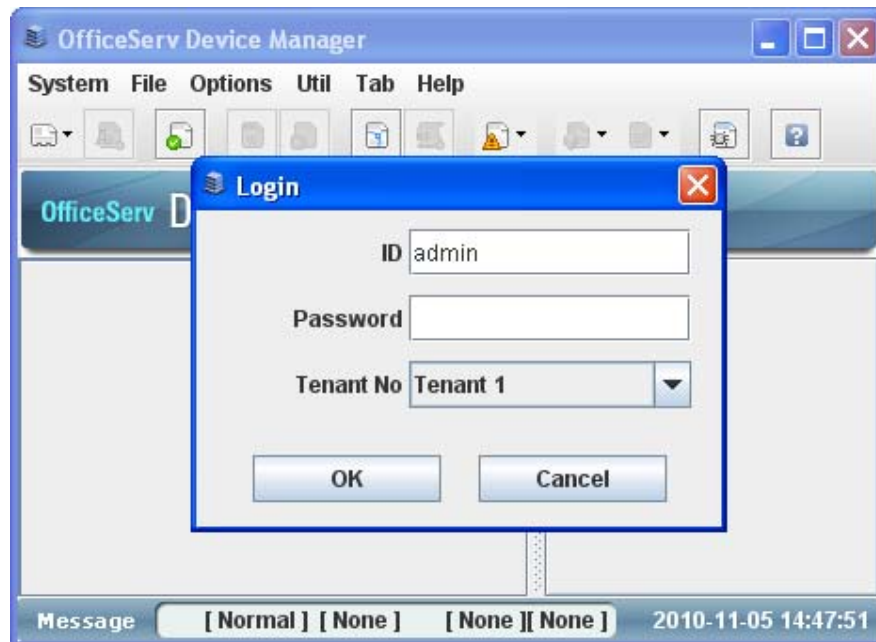 OfficeServ Device Manager
System File Options Util Tab Help
OfficeServ D
Login
ID admin
Password
Tenant No Tenant 1
OK Cancel
Message [ Normal ] [ None ] [ None ][ None ] 2010-11-05 14:47:51